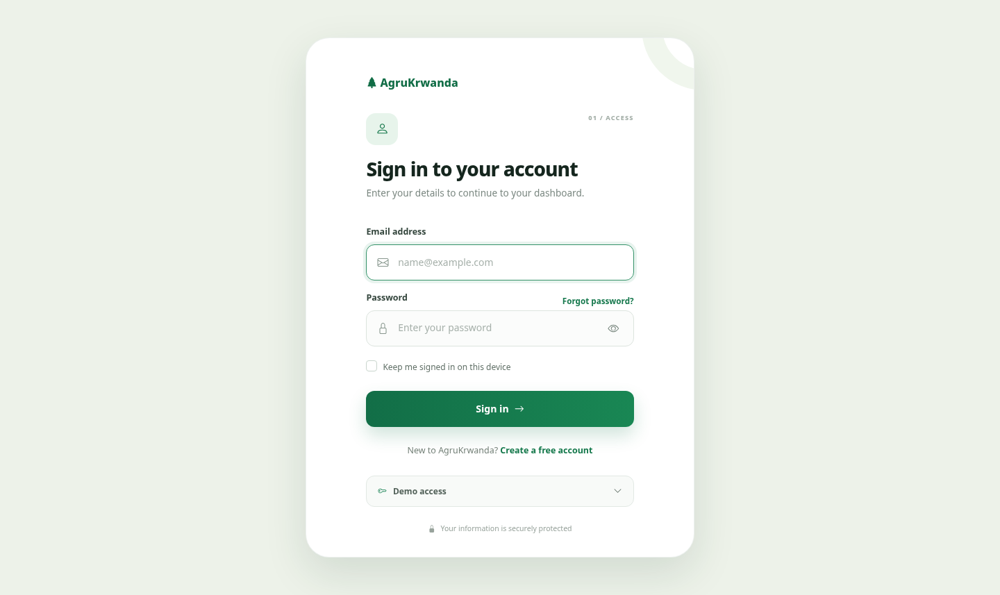 AgruKrwanda
01 / ACCESS
Sign in to your account
Enter your details to continue to your dashboard.
Email address
name@example.com
Password
Forgot password?
Enter your password
Keep me signed in on this device
Sign in →
New to AgruKrwanda? Create a free account
Demo access
Your information is securely protected